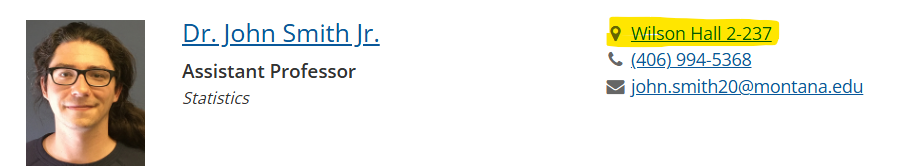 Dr. John Smith Jr.
Assistant Professor
Statistics
Wilson Hall 2-237
(406) 994-5368
john.smith20@montana.edu